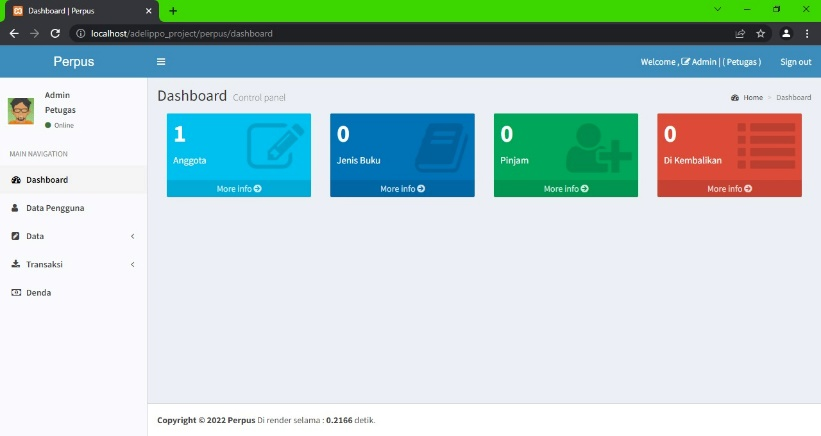 Dashboard | Perpus
localhost/adelippo_project/perpus/dashboard
Perpus
Welcome , Admin | ( Petugas )
Sign out
Admin
Petugas
Online
MAIN NAVIGATION
Dashboard
Data Pengguna
Data
Transaksi
Denda
Dashboard Control panel
Home
Dashboard
1
Anggota
More info
0
Jenis Buku
More info
0
Pinjam
More info
0
Di Kembalikan
More info
Copyright © 2022 Perpus Di render selama : 0.2166 detik.